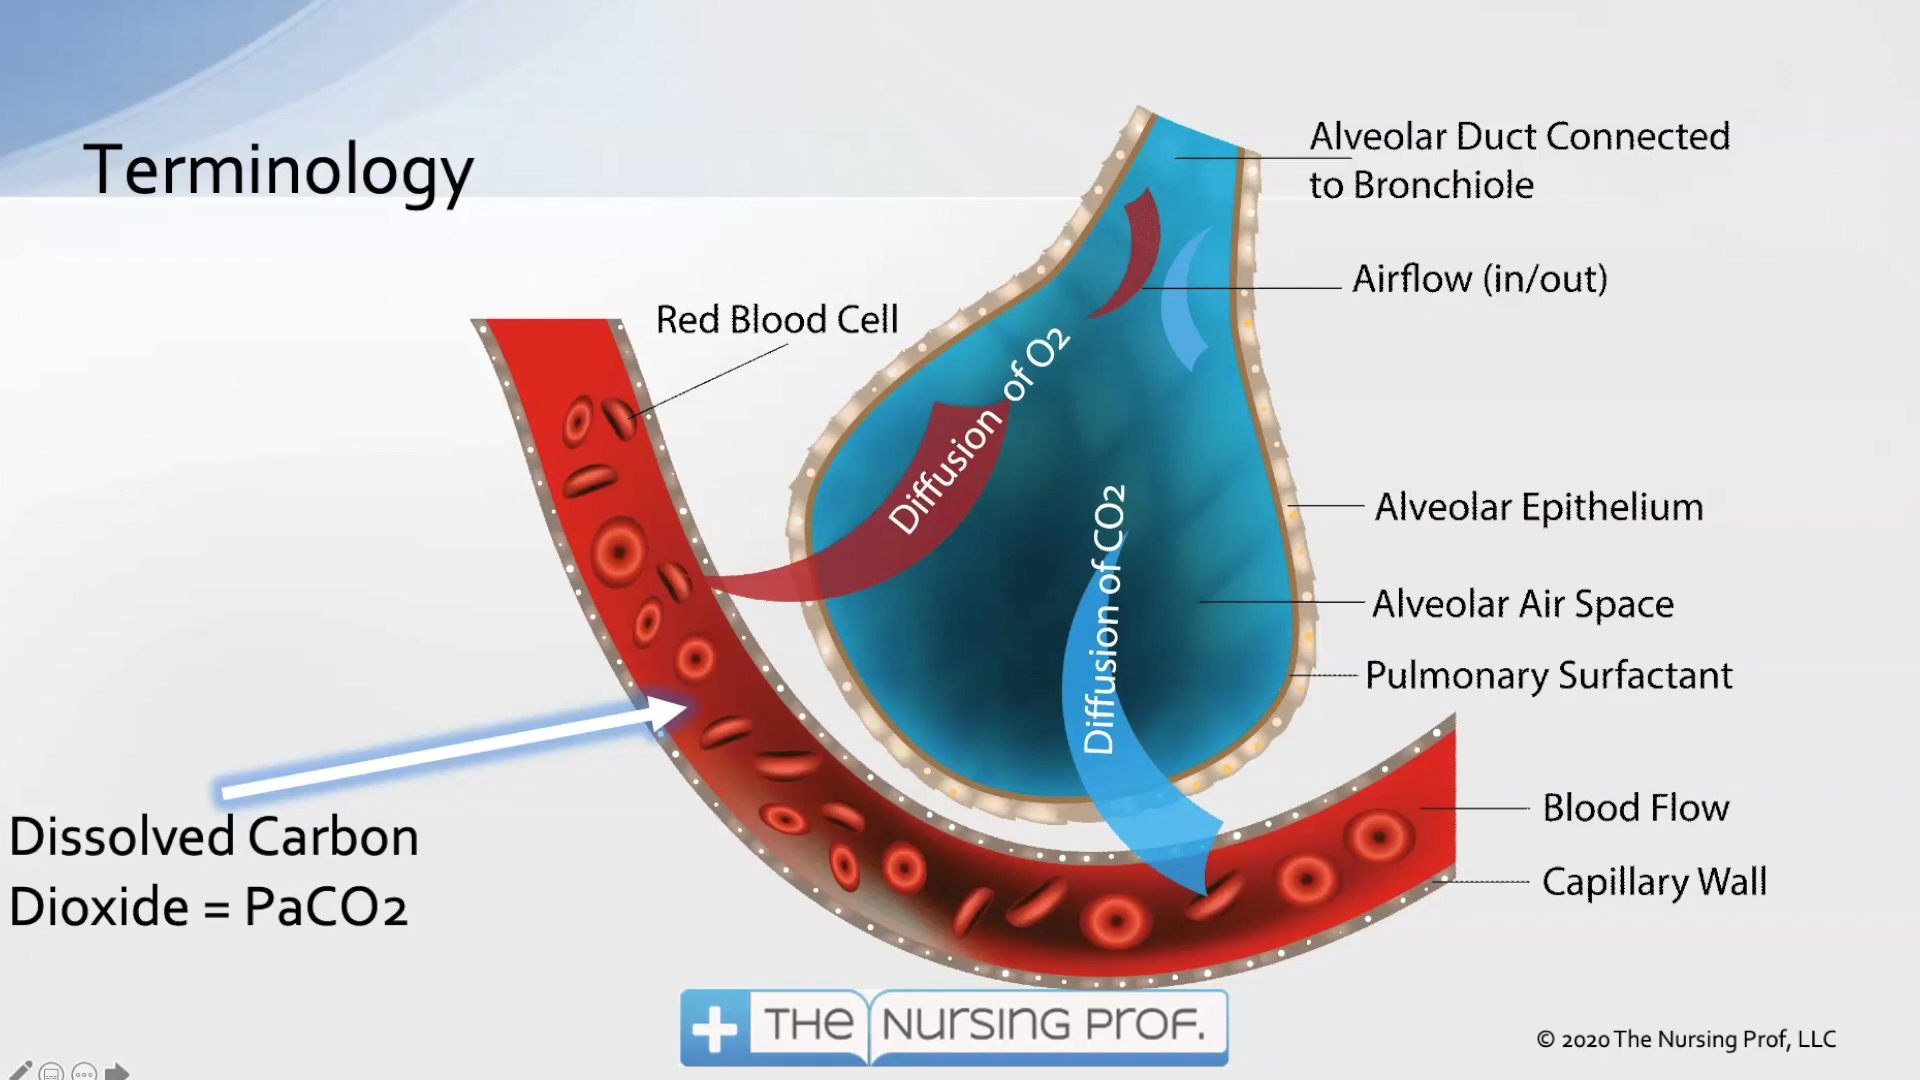 Terminology
Alveolar Duct Connected
to Bronchiole
Airflow (in/out)
Red Blood Cell
Diffusion of O2
Diffusion of CO2
Alveolar Epithelium
Alveolar Air Space
Pulmonary Surfactant
Dissolved Carbon
Dioxide = PaCO2
Blood Flow
Capillary Wall
THE NURSING PROF.
© 2020 The Nursing Prof, LLC